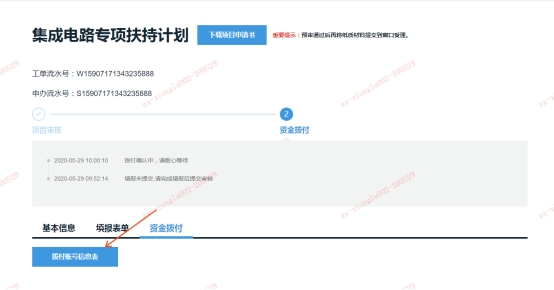 集成电路专项扶持计划
下载项目申请书
重要提示：预审通过后再将纸质材料提交到窗口受理。
工单流水号：W15907171343235888
申办流水号：S15907171343235888
2
项目审核
资金拨付
2020-05-29 10:00:10 拨付确认中，请耐心等待
2020-05-29 09:52:14 填报未提交,请完成填报后提交审核
基本信息 填报表单 资金拨付
拨付账号信息表